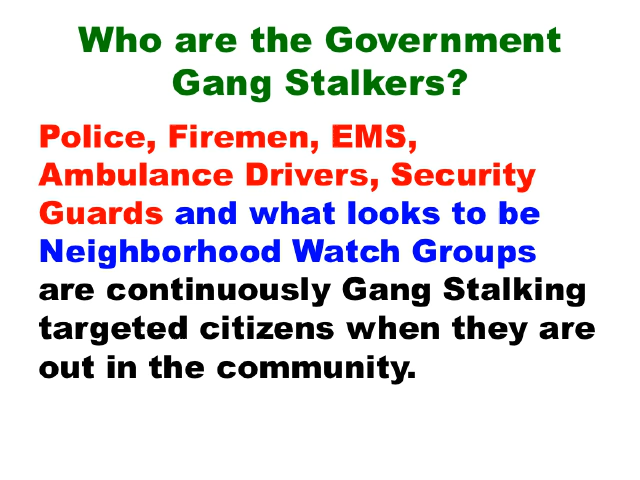 Who are the Government
Gang Stalkers?
Police, Firemen, EMS,
Ambulance Drivers, Security
Guards and what looks to be
Neighborhood Watch Groups
are continuously Gang Stalking
targeted citizens when they are
out in the community.